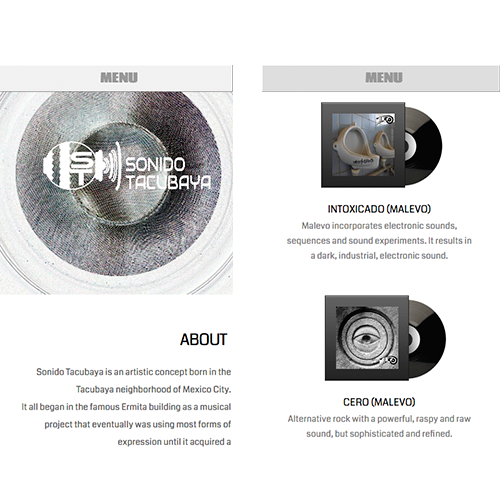 MENU
ST
SONIDO
TACUBAYA
ABOUT
Sonido Tacubaya is an artistic concept born in the
Tacubaya neighborhood of Mexico City.
It all began in the famous Ermita building as a musical
project that eventually was using most forms of
expression until it acquired a
MENU
INTOXICADO (MALEVO)
Malevo incorporates electronic sounds,
sequences and sound experiments. It results in
a dark, industrial, electronic sound.
CERO (MALEVO)
Alternative rock with a powerful, raspy and raw
sound, but sophisticated and refined.